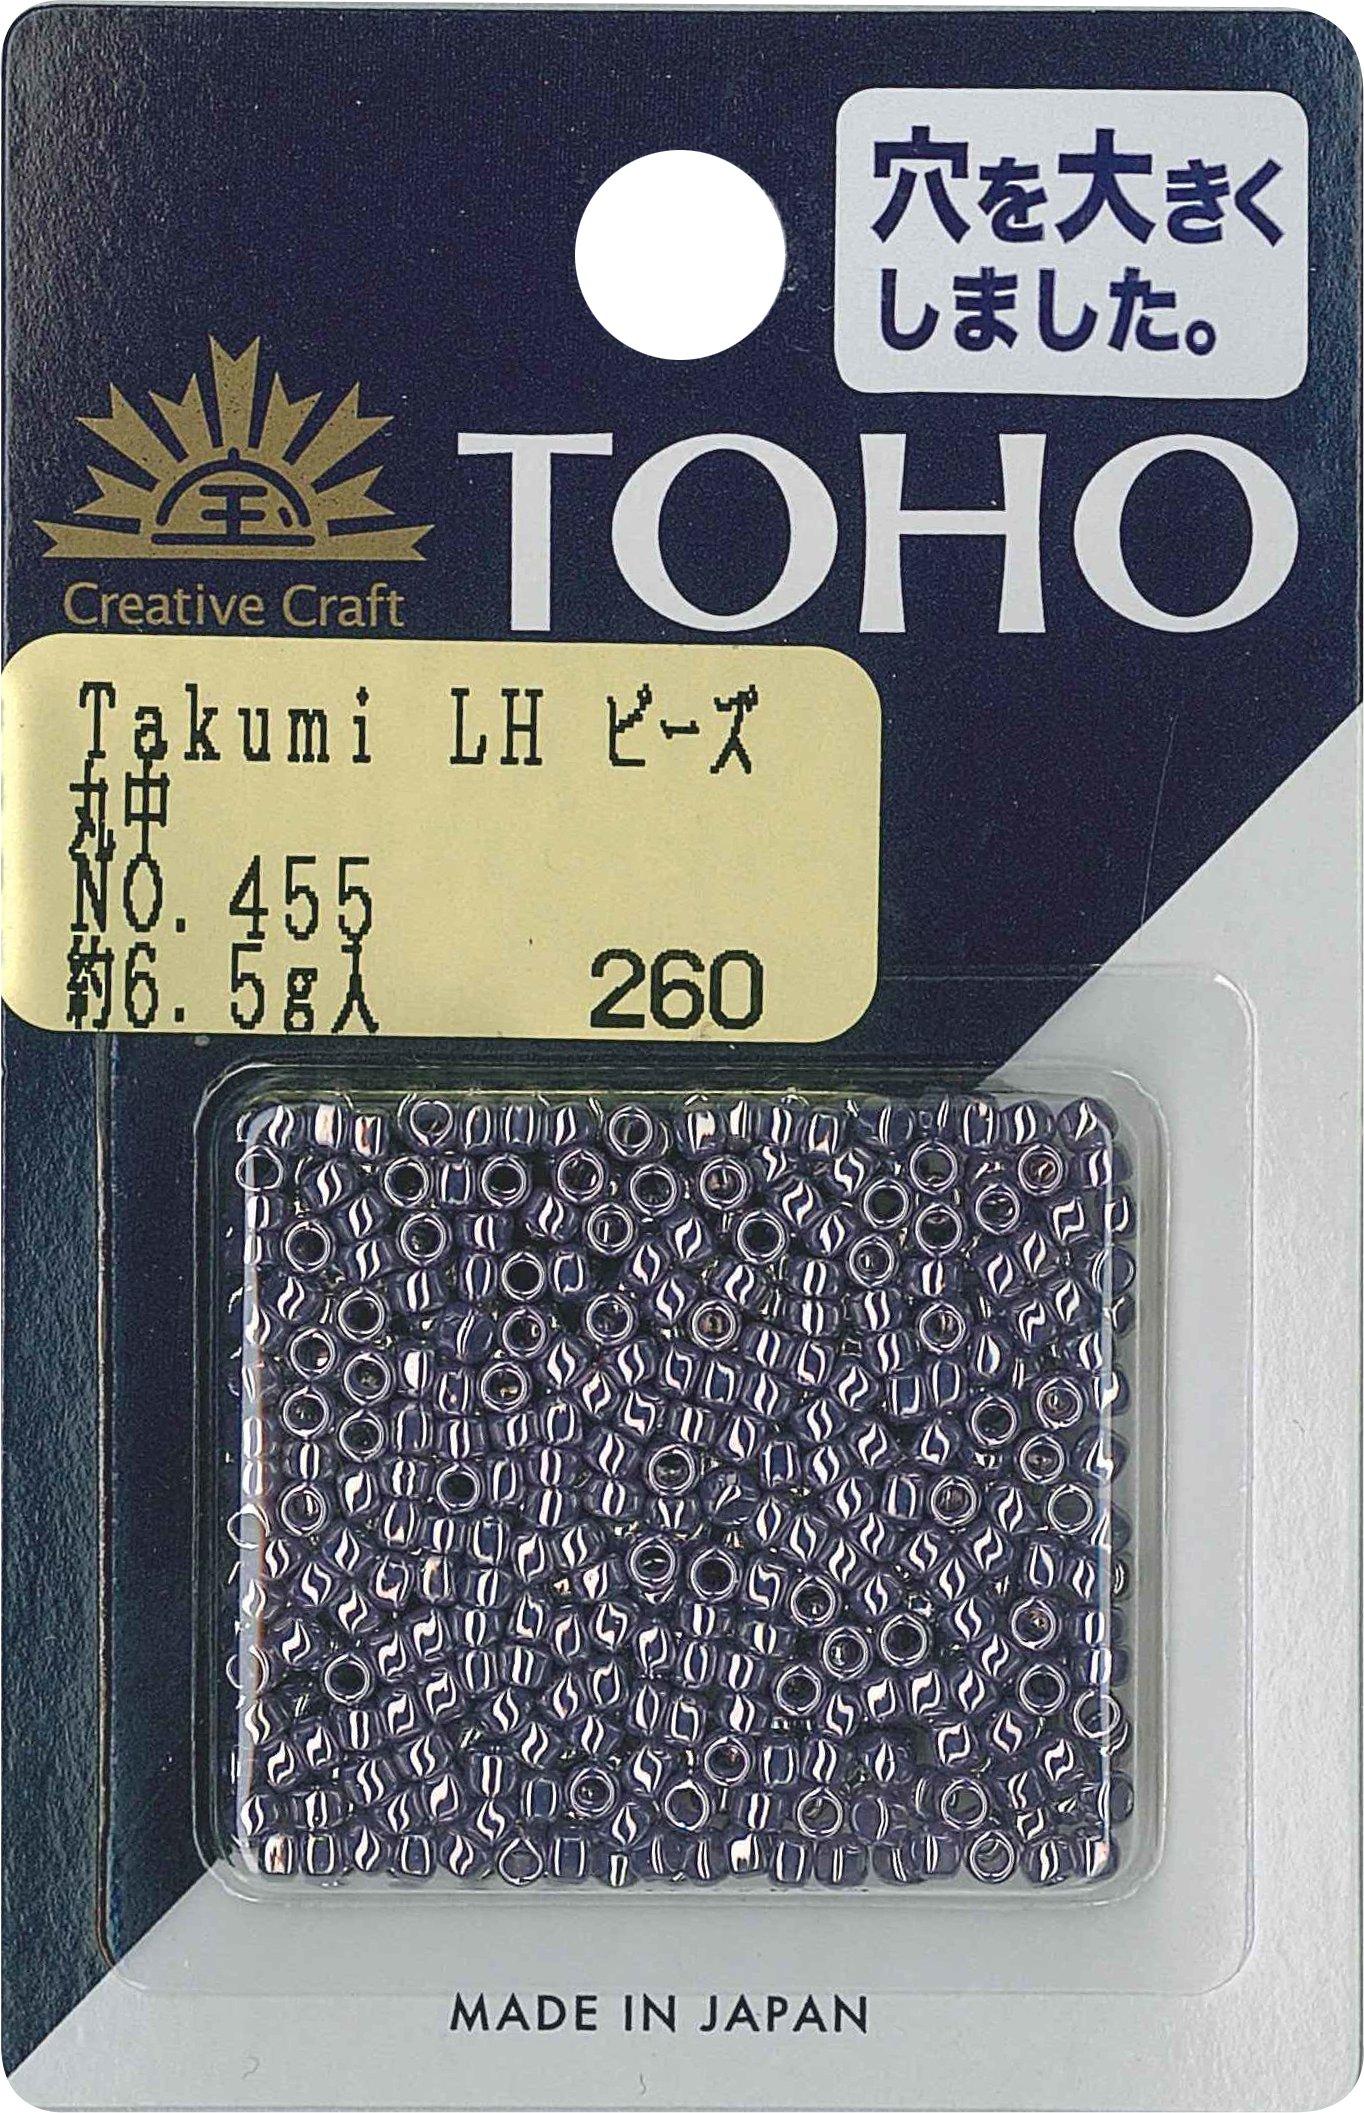 穴を大きく
しました。
TOHO
Creative Craft
Takumi LH ビーズ
丸中
NO. 455
約6. 5g入 260
MADE IN JAPAN